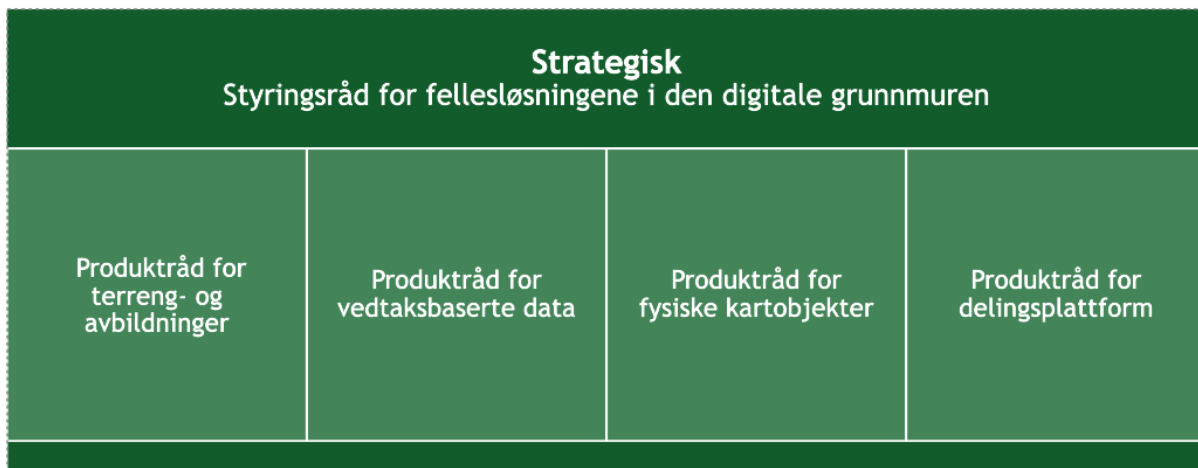 Strategisk
Styringsråd for fellesløsningene i den digitale grunnmuren
Produktråd for
terreng- og
avbildninger
Produktråd for
vedtaksbaserte data
Produktråd for
fysiske kartobjekter
Produktråd for
delingsplattform